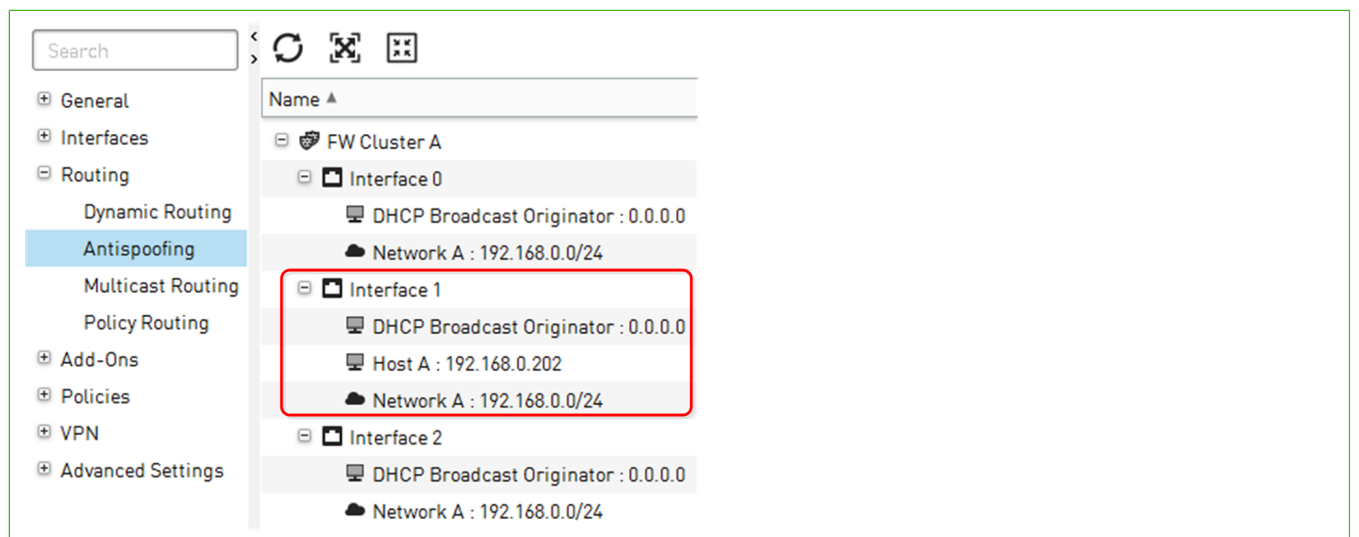 Search
General
Interfaces
Routing
Dynamic Routing
Antispoofing
Multicast Routing
Policy Routing
Add-Ons
Policies
VPN
Advanced Settings
Name
FW Cluster A
Interface 0
DHCP Broadcast Originator : 0.0.0.0
Network A : 192.168.0.0/24
Interface 1
DHCP Broadcast Originator : 0.0.0.0
Host A : 192.168.0.202
Network A : 192.168.0.0/24
Interface 2
DHCP Broadcast Originator : 0.0.0.0
Network A : 192.168.0.0/24